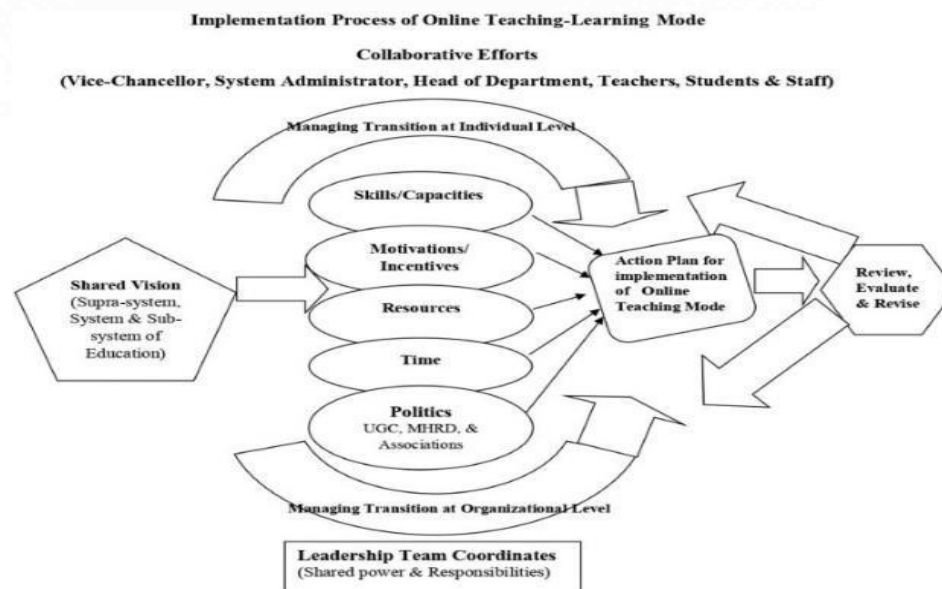 Implementation Process of Online Teaching-Learning Mode
Collaborative Efforts
(Vice-Chancellor, System Administrator, Head of Department, Teachers, Students & Staff)
Managing Transition at Individual Level
Shared Vision
(Supra-system,
System & Sub-
system of
Education)
Skills/Capacities
Motivations/
Incentives
Resources
Time
Politics
UGC, MHRD, &
Associations
Action Plan for
implementation
of Online
Teaching Mode
Review,
Evaluate
& Revise
Managing Transition at Organizational Level
Leadership Team Coordinates
(Shared power & Responsibilities)